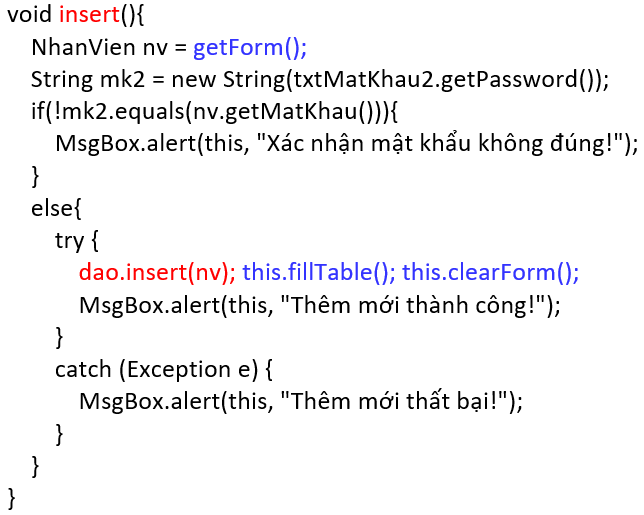 void insert(){
NhanVien nv = getForm();
String mk2 = new String(txtMatKhau2.getPassword());
if(!mk2.equals(nv.getMatKhau())){
MsgBox.alert(this, "Xác nhận mật khẩu không đúng!");
}
else{
try {
dao.insert(nv); this.fillTable(); this.clearForm();
MsgBox.alert(this, "Thêm mới thành công!");
}
catch (Exception e) {
MsgBox.alert(this, "Thêm mới thất bại!");
}
}
}